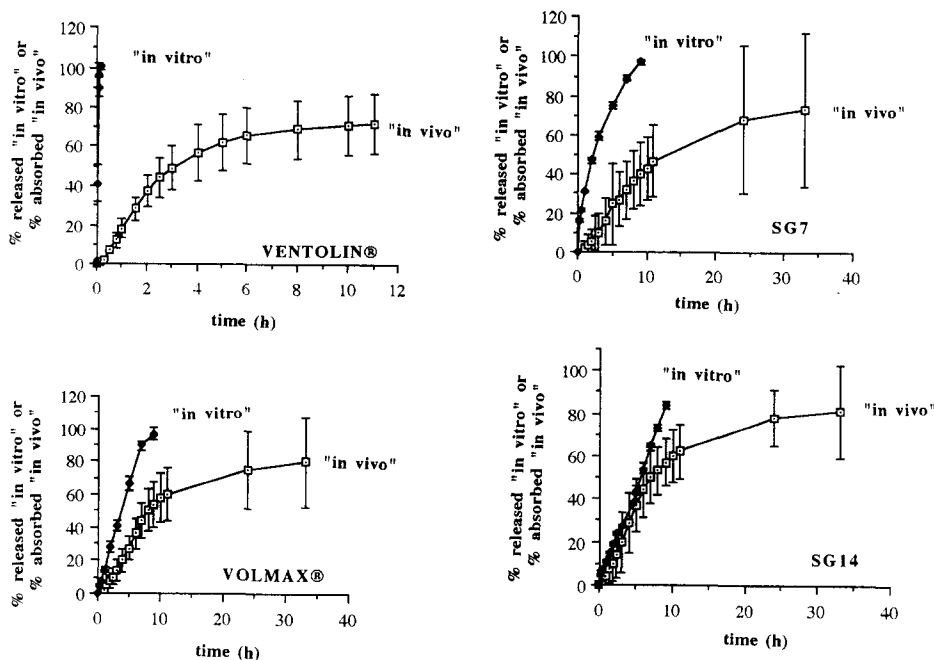 % released "in vitro" or
% absorbed "in vivo"
120
100
80
60
40
20
0
"in vitro"
"in vivo"
VENTOLIN®
0 2 4 6 8 10 12
time (h)
% released "in vitro" or
% absorbed "in vivo"
120
100
80
60
40
20
0
"in vitro"
"in vivo"
SG7
0 10 20 30 40
time (h)
% released "in vitro" or
% absorbed "in vivo"
120
100
80
60
40
20
0
"in vitro"
"in vivo"
VOLMAX®
0 10 20 30 40
time (h)
% released "in vitro" or
% absorbed "in vivo"
100
80
60
40
20
0
"in vitro"
"in vivo"
SG14
0 10 20 30 40
time (h)